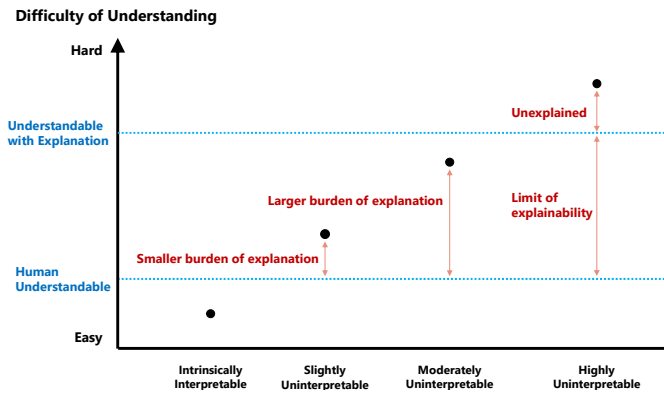 Difficulty of Understanding
Hard
Understandable
with Explanation
Unexplained
Larger burden of explanation
Limit of
explainability
Smaller burden of explanation
Human
Understandable
Easy
Intrinsically
Interpretable
Slightly
Uninterpretable
Moderately
Uninterpretable
Highly
Uninterpretable